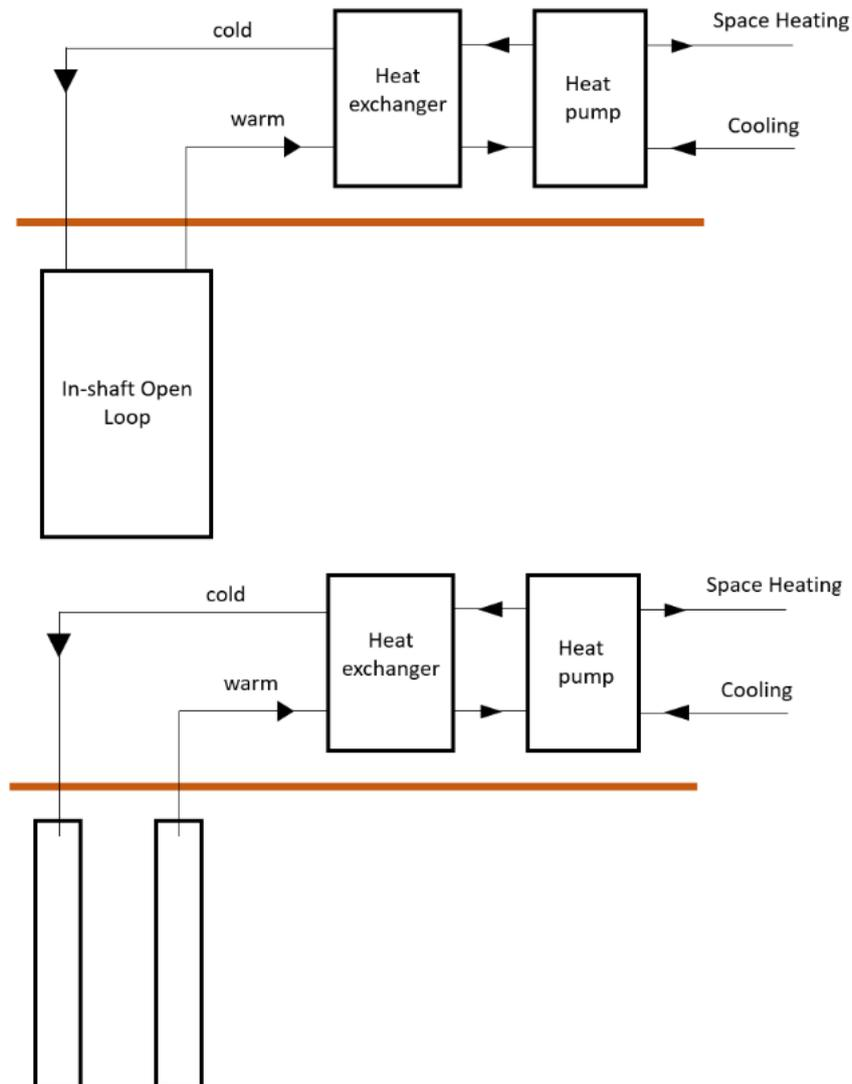 Space Heating
cold
Heat
exchanger
Heat
pump
warm
Cooling
In-shaft Open
Loop
Space Heating
cold
Heat
exchanger
Heat
pump
warm
Cooling